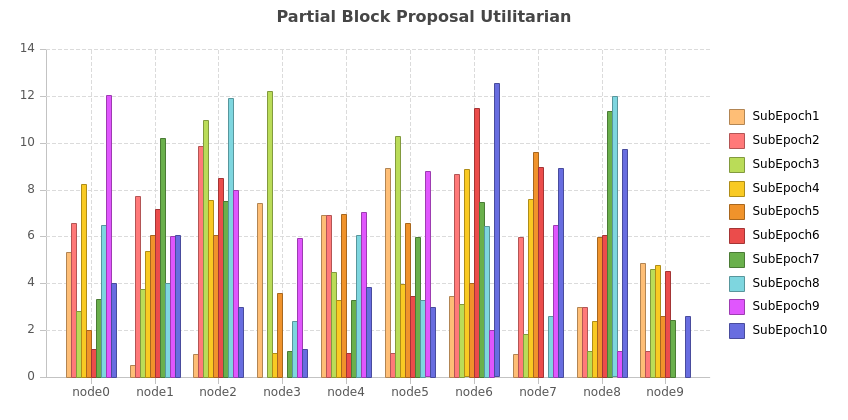 Partial Block Proposal Utilitarian
14
12
10
8
6
4
2
0
node0 node1 node2 node3 node4 node5 node6 node7 node8 node9
SubEpoch1
SubEpoch2
SubEpoch3
SubEpoch4
SubEpoch5
SubEpoch6
SubEpoch7
SubEpoch8
SubEpoch9
SubEpoch10